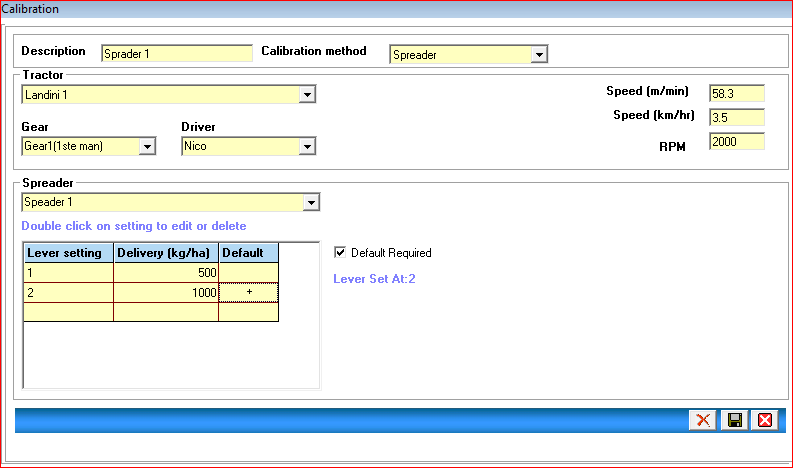 Calibration
Description Sprader 1 Calibration method Spreader
Tractor
Landini 1
Speed (m/min) 58.3
Speed (km/hr) 3.5
RPM 2000
Gear Driver
Gear1(1ste man) Nico
Spreader
Speader 1
Double click on setting to edit or delete
Lever setting Delivery (kg/ha) Default
1 500
2 1000 +
Default Required
Lever Set At:2